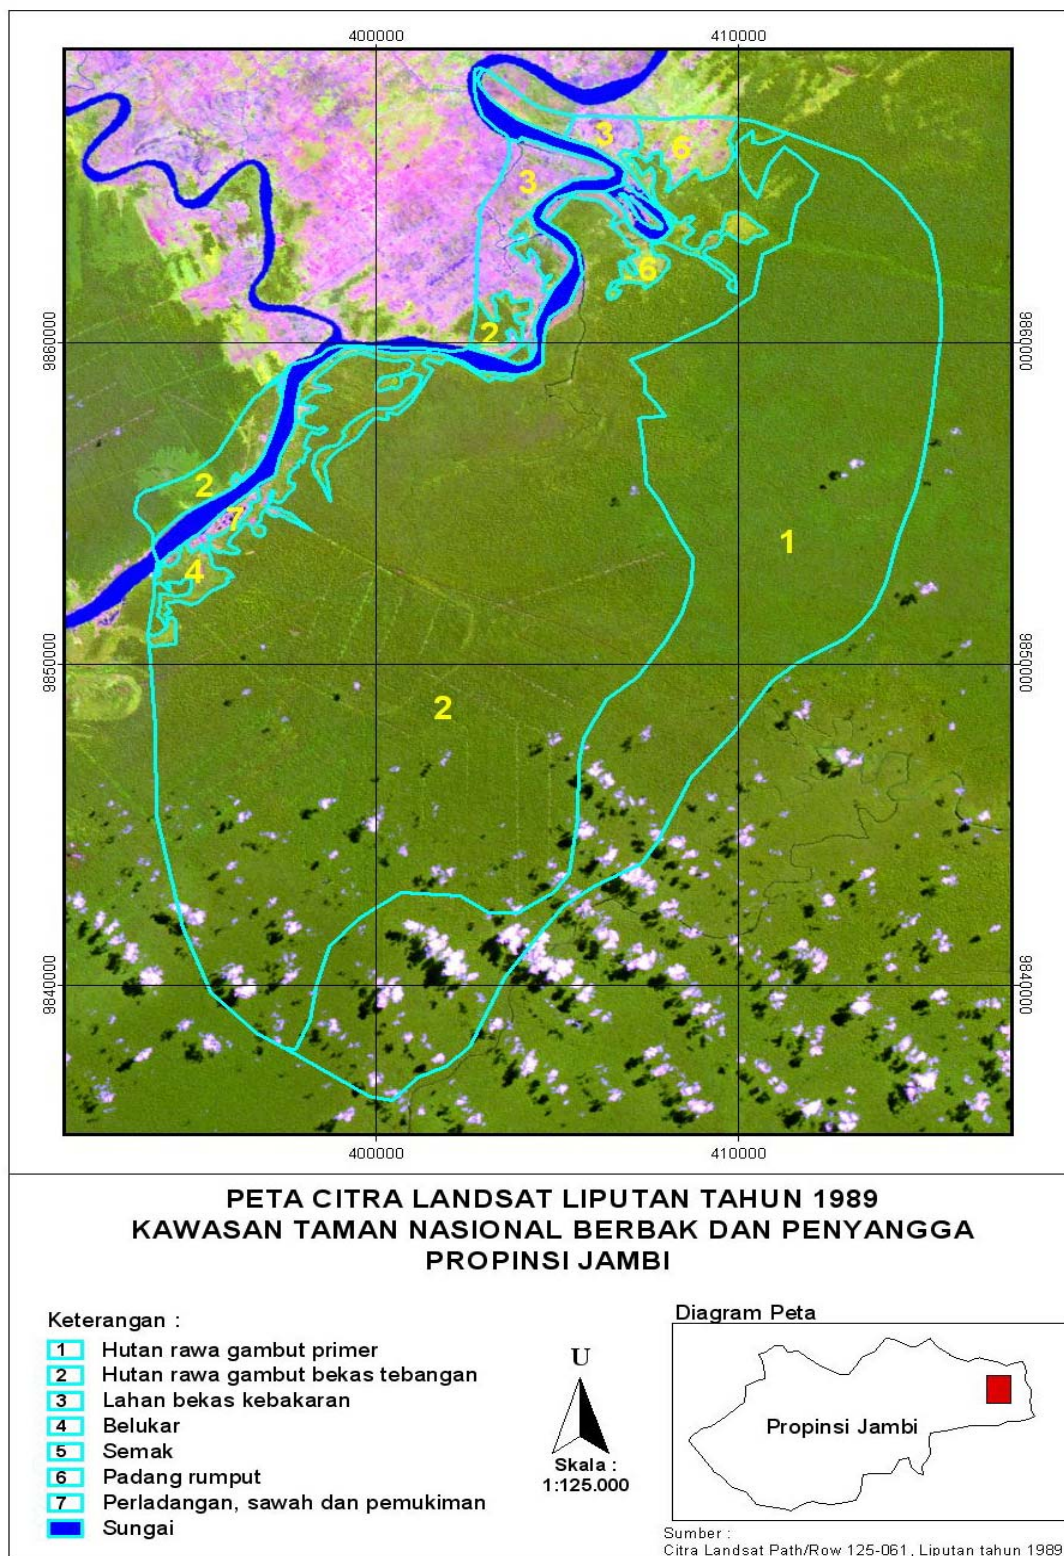 400000 410000
3
6
3
6
2
9860000 9860000
2
7
1
4
9850000 9850000
2
9840000 9840000
400000 410000
PETA CITRA LANDSAT LIPUTAN TAHUN 1989
KAWASAN TAMAN NASIONAL BERBAK DAN PENYANGGA
PROPINSI JAMBI
Keterangan :
1 Hutan rawa gambut primer
2 Hutan rawa gambut bekas tebangan
3 Lahan bekas kebakaran
4 Belukar
5 Semak
6 Padang rumput
7 Perladangan, sawah dan pemukiman
Sungai
U
Skala :
1:125.000
Diagram Peta
Propinsi Jambi
Sumber :
Citra Landsat Path/Row 125-061, Liputan tahun 1989